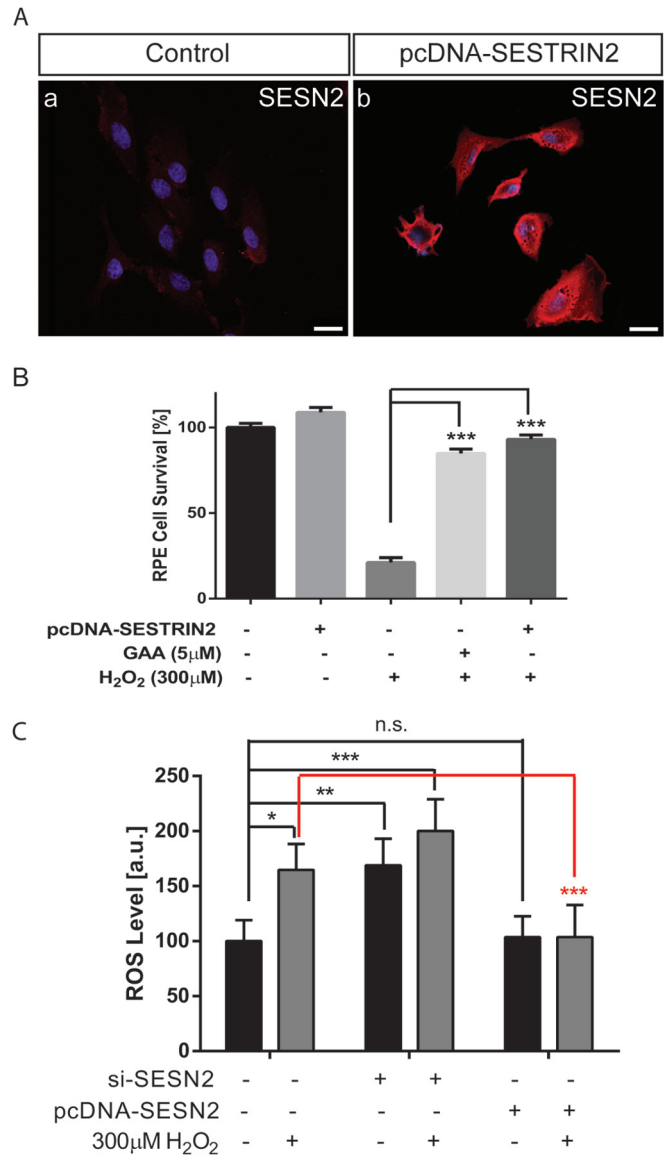 A
Control pcDNA-SESTRIN2
a SESN2 b SESN2
B
RPE Cell Survival [%]
100
50
0
*** ***
pcDNA-SESTRIN2 - + - - +
GAA (5µM) - - - + -
H₂O₂ (300µM) - - + + +
C
n.s.
***
**
*
***
ROS Level [a.u.]
250
200
150
100
50
0
si-SESN2 - - + + - -
pcDNA-SESN2 - - - - + +
300µM H₂O₂ - + - + - +